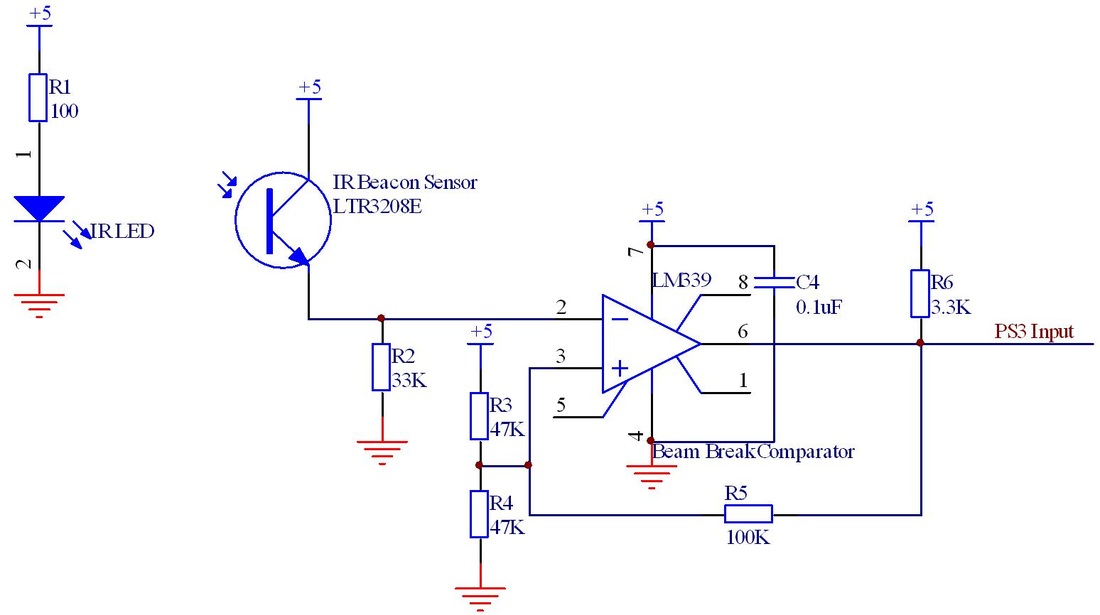 +5
R1
100
1
IR LED
2
+5
IR Beacon Sensor
LTR3208E
2
R2
33K
+5
3
R3
47K
5
R4
47K
+5
7
LM339
8
C4
0.1uF
6
1
4
Beam Break Comparator
R5
100K
+5
R6
3.3K
PS3 Input